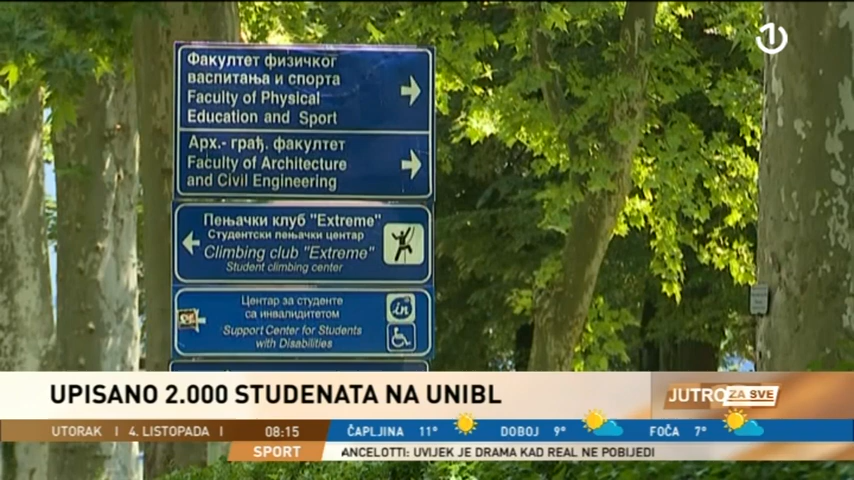 Факултет физичког
васпитања и спорта
Faculty of Physical
Education and Sport
Арх.- грађ. факултет
Faculty of Architecture
and Civil Engineering
Пењачки клуб "Extreme"
Студентски пењачки центар
Climbing club "Extreme"
Student climbing center
Центар за студенте
са инвалидитетом
Support Center for Students
with Disabilities
in
1
UPISANO 2.000 STUDENATA NA UNIBL
JUTRO ZA SVE
UTORAK | 4. LISTOPADA | 08:15 ČAPLJINA 11° DOBOJ 9° FOČA 7°
SPORT ANCELOTTI: UVIJEK JE DRAMA KAD REAL NE POBIJEDI